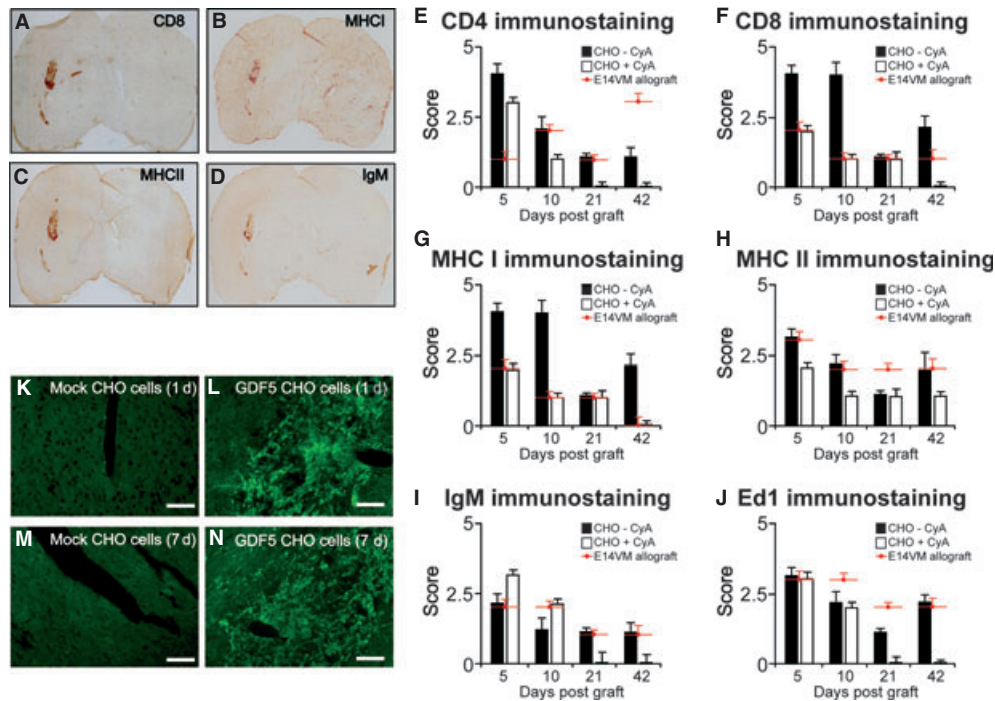 A CD8
B MHCI
C MHCII
D IgM
K Mock CHO cells (1 d)
L GDF5 CHO cells (1 d)
M Mock CHO cells (7 d)
N GDF5 CHO cells (7 d)
E CD4 immunostaining
CHO - CyA
CHO + CyA
E14VM allograft
Score
5
2.5
0
5 10 21 42
Days post graft
F CD8 immunostaining
CHO - CyA
CHO + CyA
E14VM allograft
Score
5
2.5
0
5 10 21 42
Days post graft
G MHC I immunostaining
CHO - CyA
CHO + CyA
E14VM allograft
Score
5
2.5
0
5 10 21 42
Days post graft
H MHC II immunostaining
CHO - CyA
CHO + CyA
E14VM allograft
Score
5
2.5
0
5 10 21 42
Days post graft
I IgM immunostaining
CHO - CyA
CHO + CyA
E14VM allograft
Score
5
2.5
0
5 10 21 42
Days post graft
J Ed1 immunostaining
CHO - CyA
CHO + CyA
E14VM allograft
Score
5
2.5
0
5 10 21 42
Days post graft